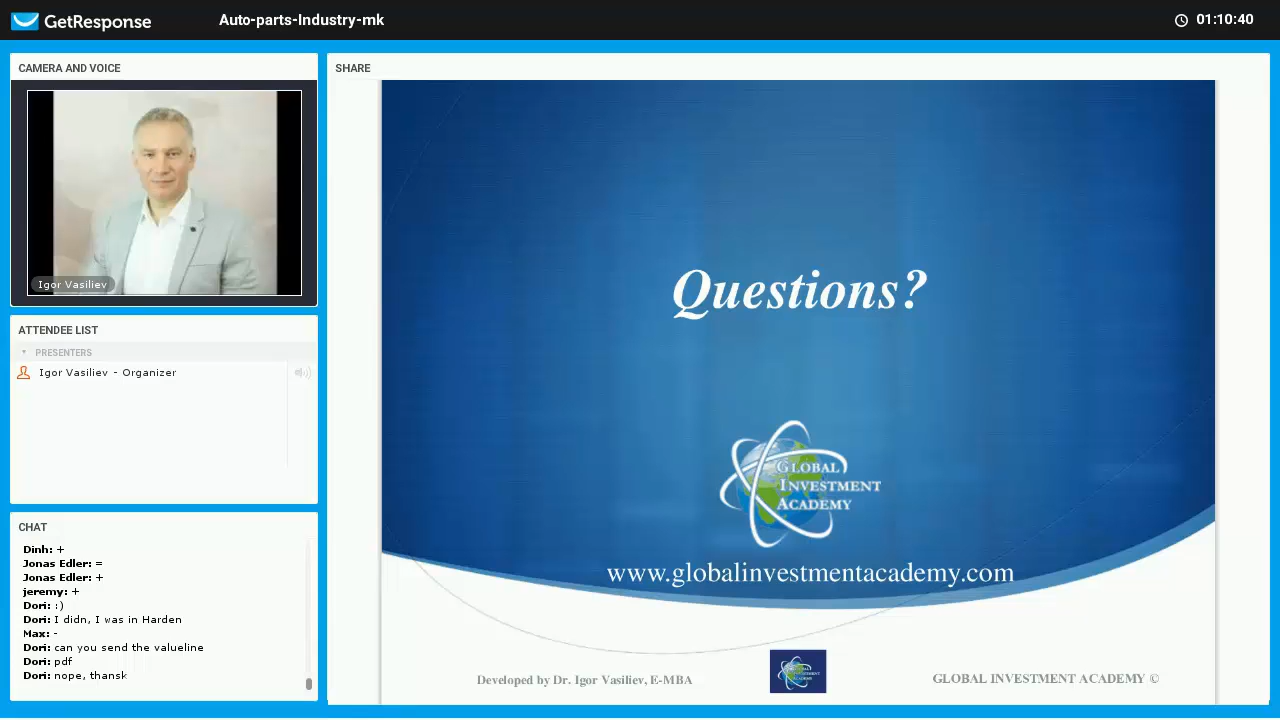 GetResponse
Auto-parts-Industry-mk
01:10:40
CAMERA AND VOICE
Igor Vasiliev
ATTENDEE LIST
PRESENTERS
Igor Vasiliev - Organizer
CHAT
Dinh: +
Jonas Edler: =
Jonas Edler: +
jeremy: +
Dori: :)
Dori: I didn, I was in Harden
Max: -
Dori: can you send the valueline
Dori: pdf
Dori: nope, thansk
SHARE
Questions?
GLOBAL
INVESTMENT
ACADEMY
www.globalinvestmentacademy.com
Developed by Dr. Igor Vasiliev, E-MBA
GLOBAL INVESTMENT ACADEMY ©